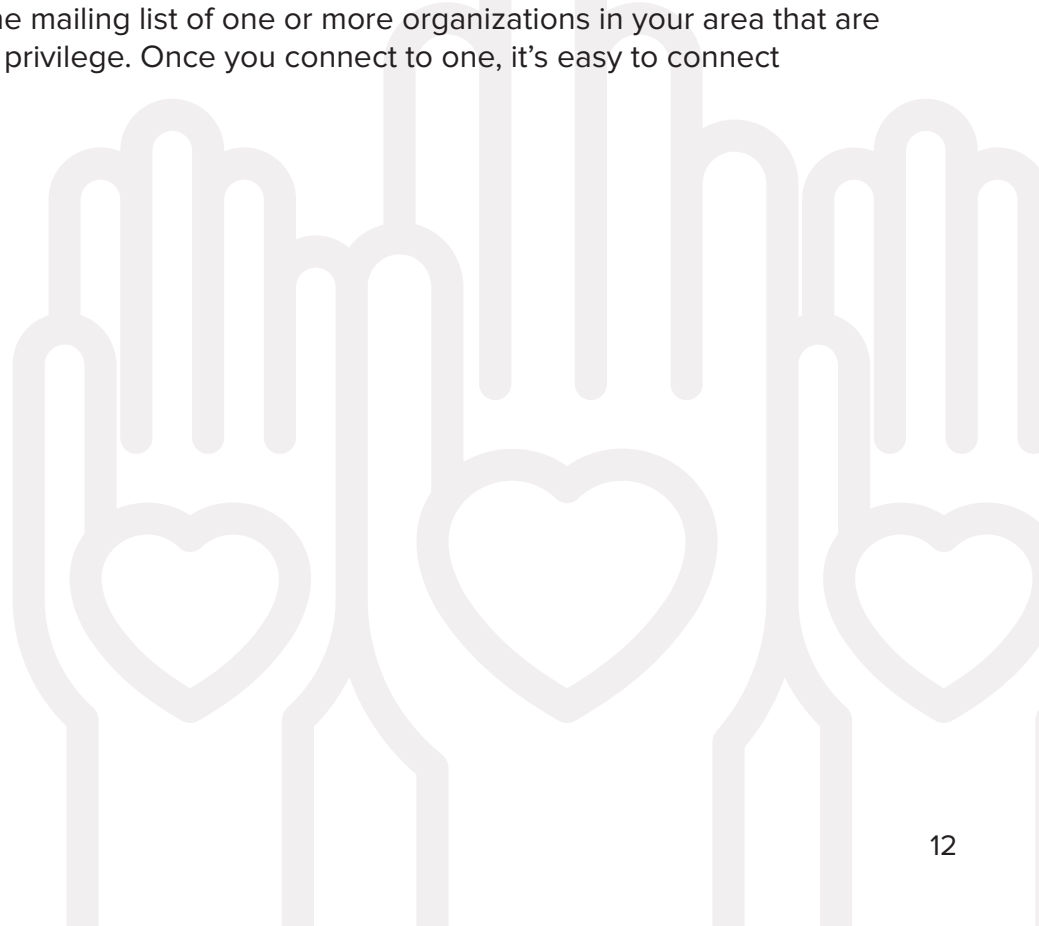 mailing list of one or more organizations in your area that are
privilege. Once you connect to one, it’s easy to connect
12